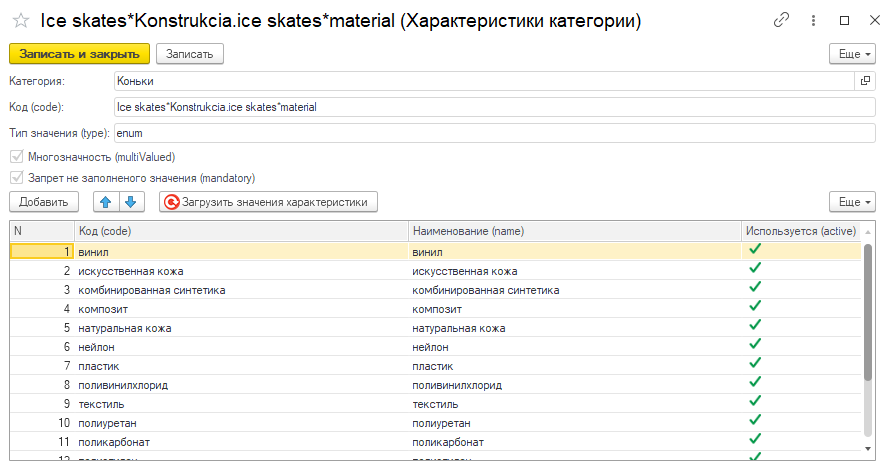 Ice skates*Konstrukcia.ice skates*material (Характеристики категории)
Записать и закрыть Записать Еще
Категория: Коньки
Код (code): Ice skates*Konstrukcia.ice skates*material
Тип значения (type): enum
Многозначность (multiValued)
Запрет не заполненого значения (mandatory)
Добавить Загрузить значения характеристики Еще
N Код (code) Наименование (name) Используется (active)
1 винил винил
2 искусственная кожа искусственная кожа
3 комбинированная синтетика комбинированная синтетика
4 композит композит
5 натуральная кожа натуральная кожа
6 нейлон нейлон
7 пластик пластик
8 поливинилхлорид поливинилхлорид
9 текстиль текстиль
10 полиуретан полиуретан
11 поликарбонат поликарбонат